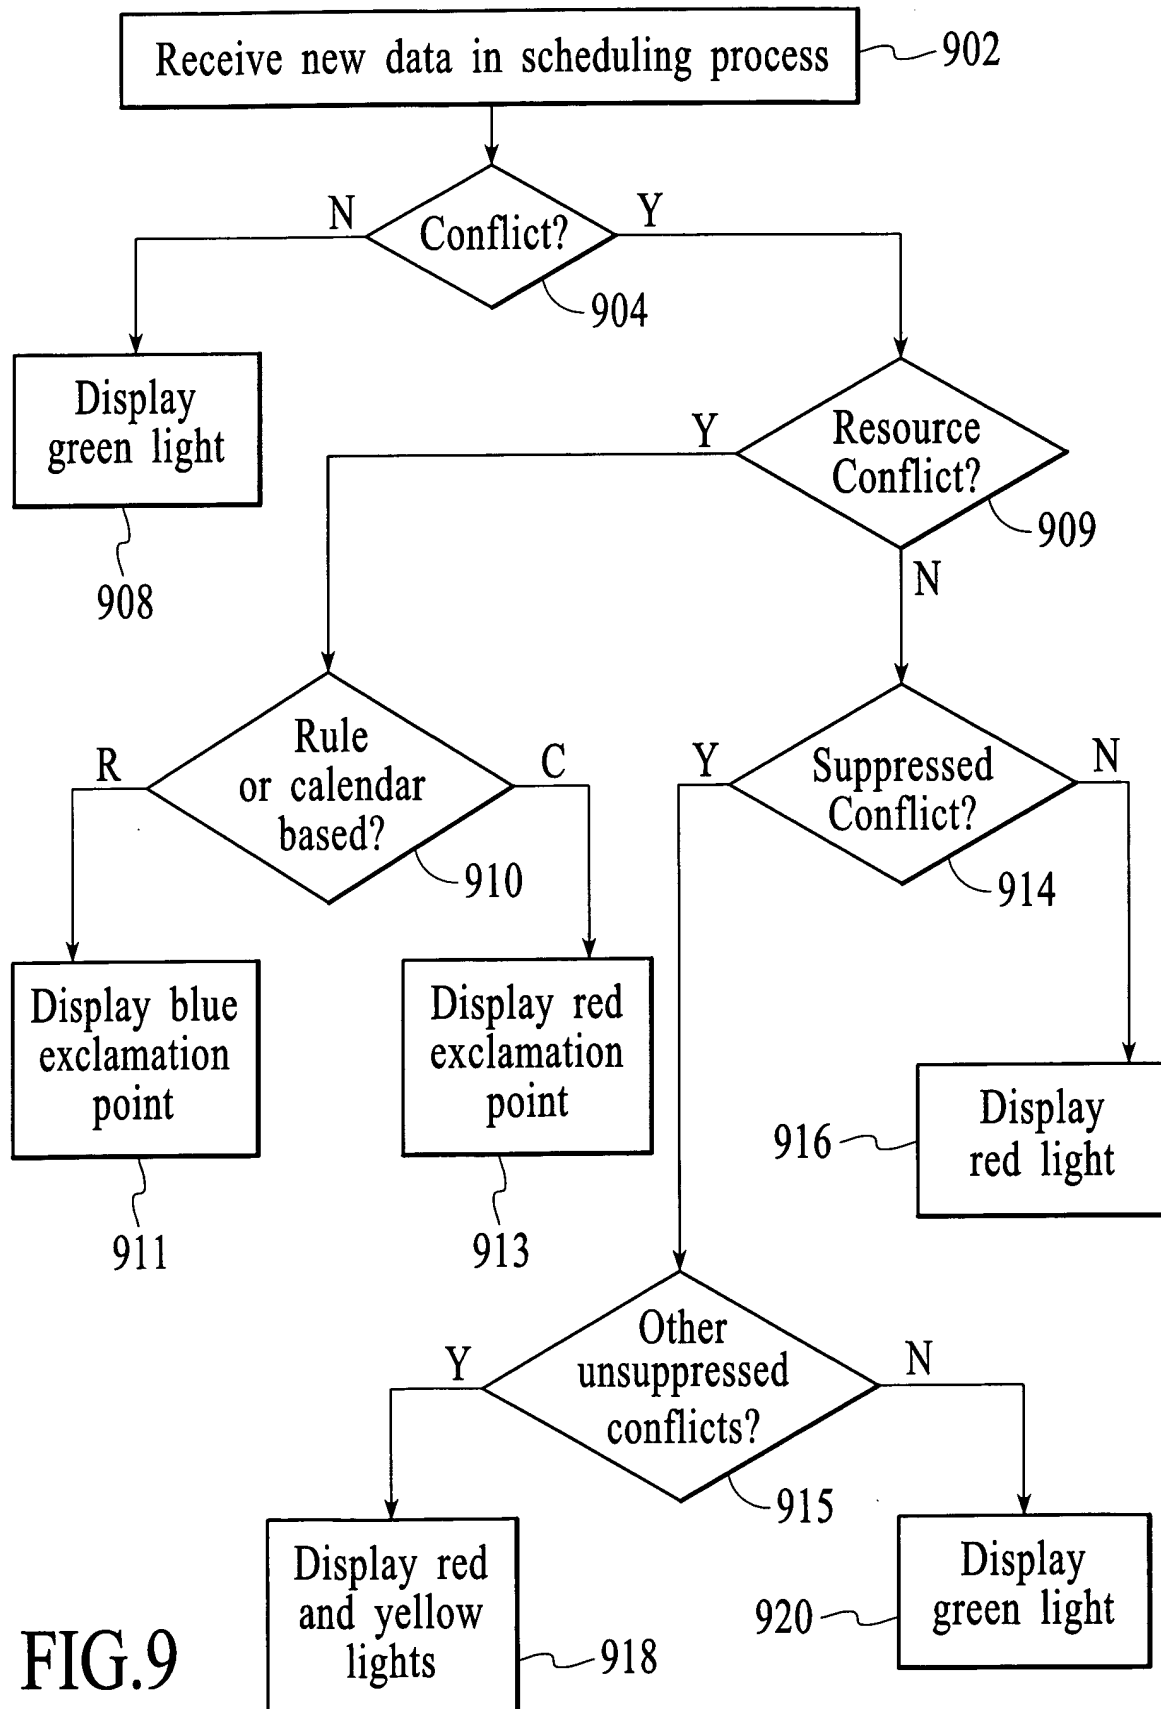 Receive new data in scheduling process
902
N
Y
Conflict?
904
Display
green light
908
Y
Resource
Conflict?
909
N
R
Rule
or calendar
based?
C
910
Y
Suppressed
Conflict?
N
914
Display blue
exclamation
point
911
Display red
exclamation
point
913
916
Display
red light
Y
Other
unsuppressed
conflicts?
N
915
Display red
and yellow
lights
918
920
Display
green light
FIG.9